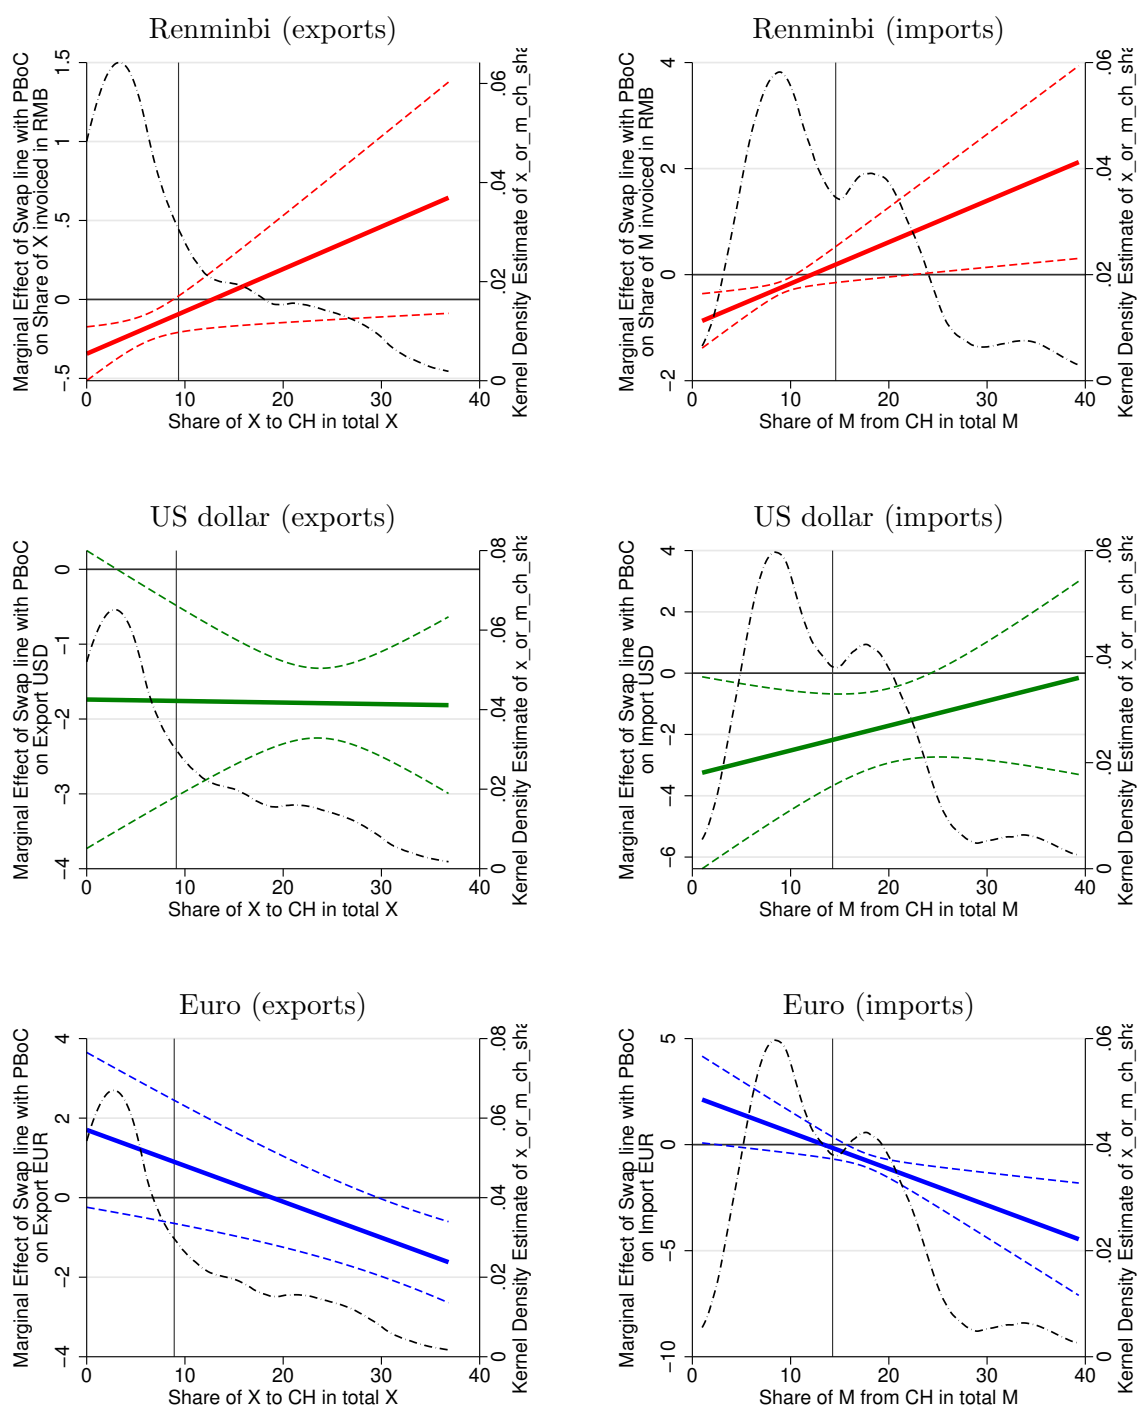 Renminbi (exports)
Marginal Effect of Swap line with PBoC
on Share of X invoiced in RMB
1.5
1
.5
0
-.5
.06
.04
.02
0
Kernel Density Estimate of x_or_m_ch_sha
0 10 20 30 40
Share of X to CH in total X
Renminbi (imports)
Marginal Effect of Swap line with PBoC
on Share of M invoiced in RMB
4
2
0
−2
.06
.04
.02
0
Kernel Density Estimate of x_or_m_ch_sha
0 10 20 30 40
Share of M from CH in total M
US dollar (exports)
Marginal Effect of Swap line with PBoC
on Export USD
0
−1
−2
−3
−4
.08
.06
.04
.02
0
Kernel Density Estimate of x_or_m_ch_sha
0 10 20 30 40
Share of X to CH in total X
US dollar (imports)
Marginal Effect of Swap line with PBoC
on Import USD
4
2
0
−2
−4
−6
.06
.04
.02
0
Kernel Density Estimate of x_or_m_ch_sha
0 10 20 30 40
Share of M from CH in total M
Euro (exports)
Marginal Effect of Swap line with PBoC
on Export EUR
4
2
0
−2
−4
.08
.06
.04
.02
0
Kernel Density Estimate of x_or_m_ch_sha
0 10 20 30 40
Share of X to CH in total X
Euro (imports)
Marginal Effect of Swap line with PBoC
on Import EUR
5
0
−5
−10
.06
.04
.02
0
Kernel Density Estimate of x_or_m_ch_sha
0 10 20 30 40
Share of M from CH in total M